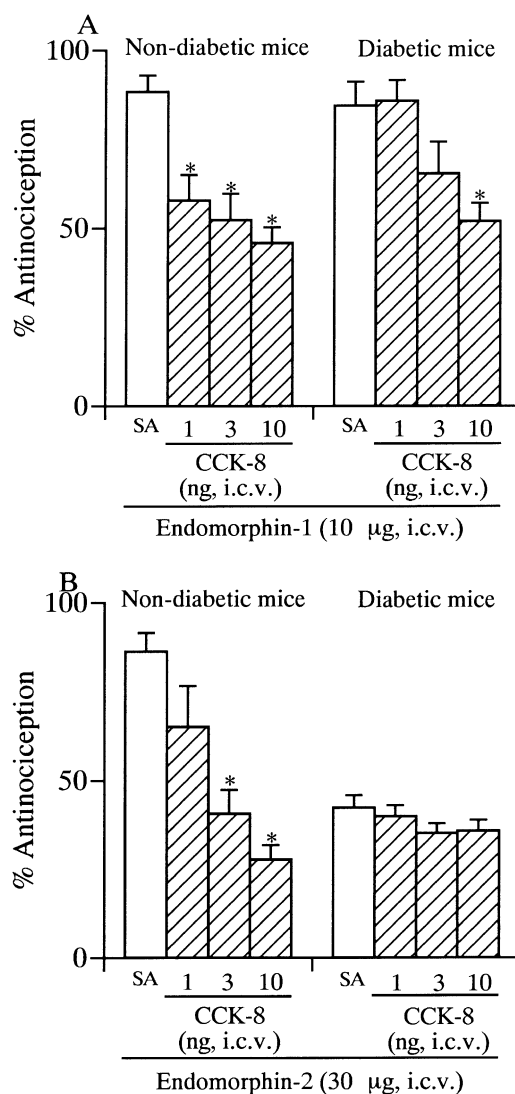 A
100
Non-diabetic mice
Diabetic mice
% Antinociception
50
0
*
*
*
*
SA 1 3 10 SA 1 3 10
CCK-8 CCK-8
(ng, i.c.v.) (ng, i.c.v.)
Endomorphin-1 (10 μg, i.c.v.)
B
100
Non-diabetic mice
Diabetic mice
% Antinociception
50
0
*
*
SA 1 3 10 SA 1 3 10
CCK-8 CCK-8
(ng, i.c.v.) (ng, i.c.v.)
Endomorphin-2 (30 μg, i.c.v.)